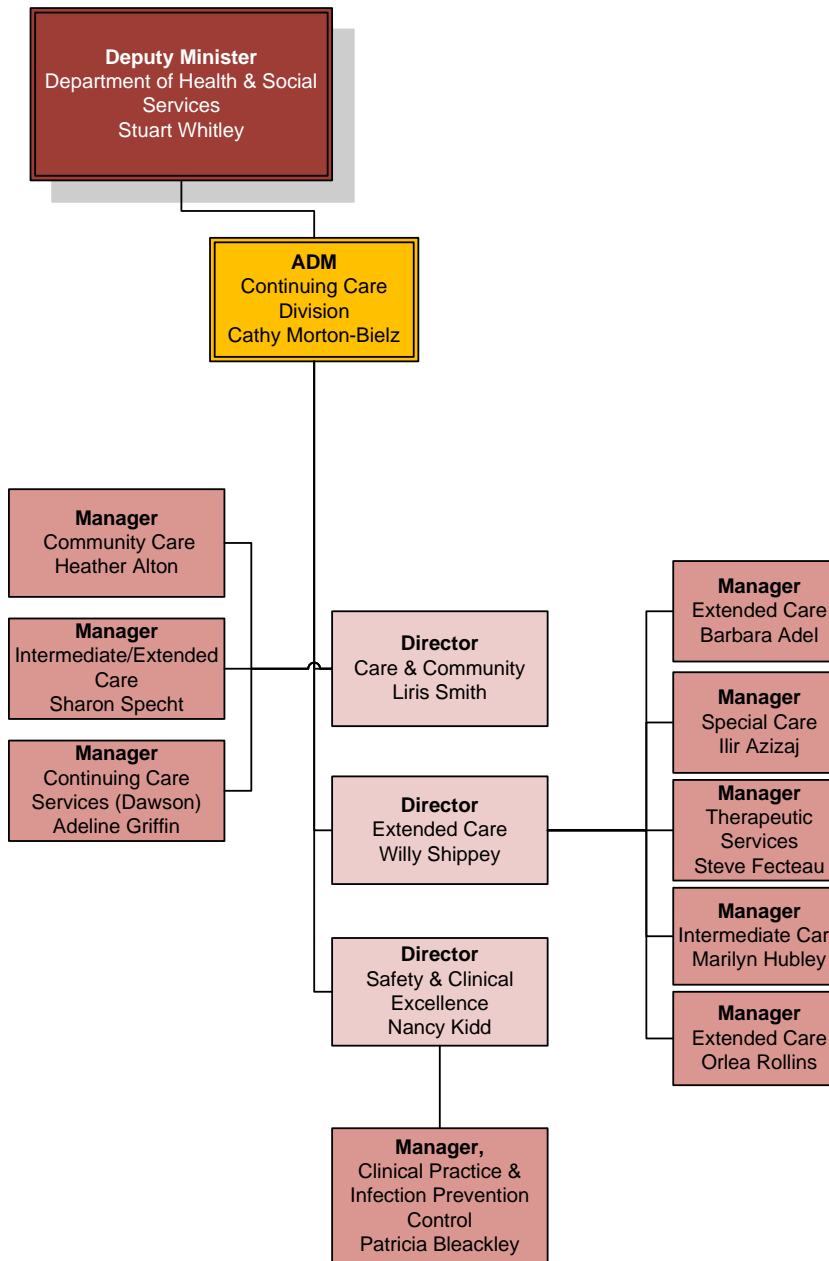 Deputy Minister
Department of Health & Social
Services
Stuart Whitley
ADM
Continuing Care
Division
Cathy Morton-Bielz
Manager
Community Care
Heather Alton
Manager
Intermediate/Extended
Care
Sharon Specht
Manager
Continuing Care
Services (Dawson)
Adeline Griffin
Director
Care & Community
Liris Smith
Director
Extended Care
Willy Shippey
Director
Safety & Clinical
Excellence
Nancy Kidd
Manager,
Clinical Practice &
Infection Prevention
Control
Patricia Bleackley
Manager
Extended Care
Barbara Adel
Manager
Special Care
Ilir Azizaj
Manager
Therapeutic
Services
Steve Fecteau
Manager
Intermediate Care
Marilyn Hubley
Manager
Extended Care
Orlea Rollins